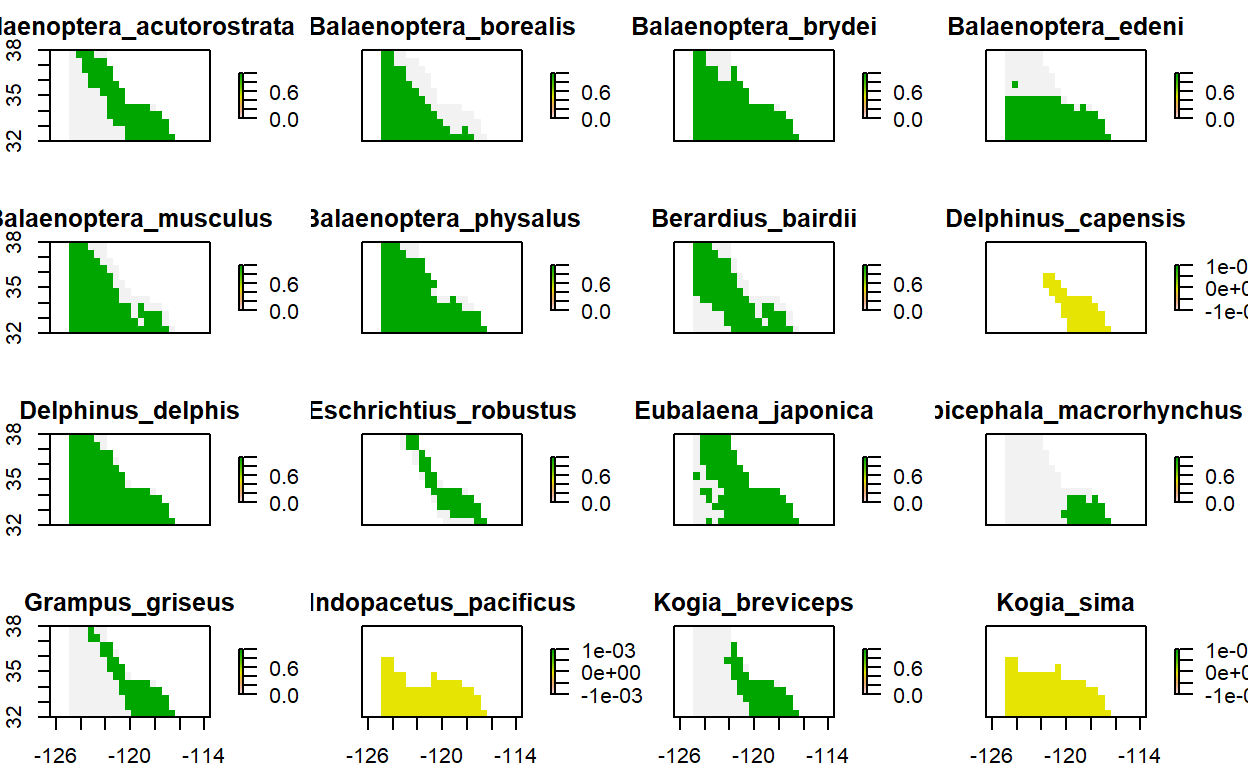 laenoptera_acutorostrata Balaenoptera_borealis Balaenoptera_brydei Balaenoptera_edeni
38 35 32
0.6 0.6 0.6 0.6
0.0 0.0 0.0 0.0
Balaenoptera_musculus Balaenoptera_physalus Berardius_bairdii Delphinus_capensis
38 35 32
0.6 0.6 0.6 1e-0
0.0 0.0 0.0 0e+0
-1e-0
Delphinus_delphis Eschrichtius_robustus Eubalaena_japonica bicephala_macrorhynchus
38 35 32
0.6 0.6 0.6 0.6
0.0 0.0 0.0 0.0
Grampus_griseus Indopacetus_pacificus Kogia_breviceps Kogia_sima
38 35 32
0.6 1e-03 0.6 1e-0
0.0 0e+00 0.0 0e+0
-1e-03 -1e-0
-126 -120 -114 -126 -120 -114 -126 -120 -114 -126 -120 -114